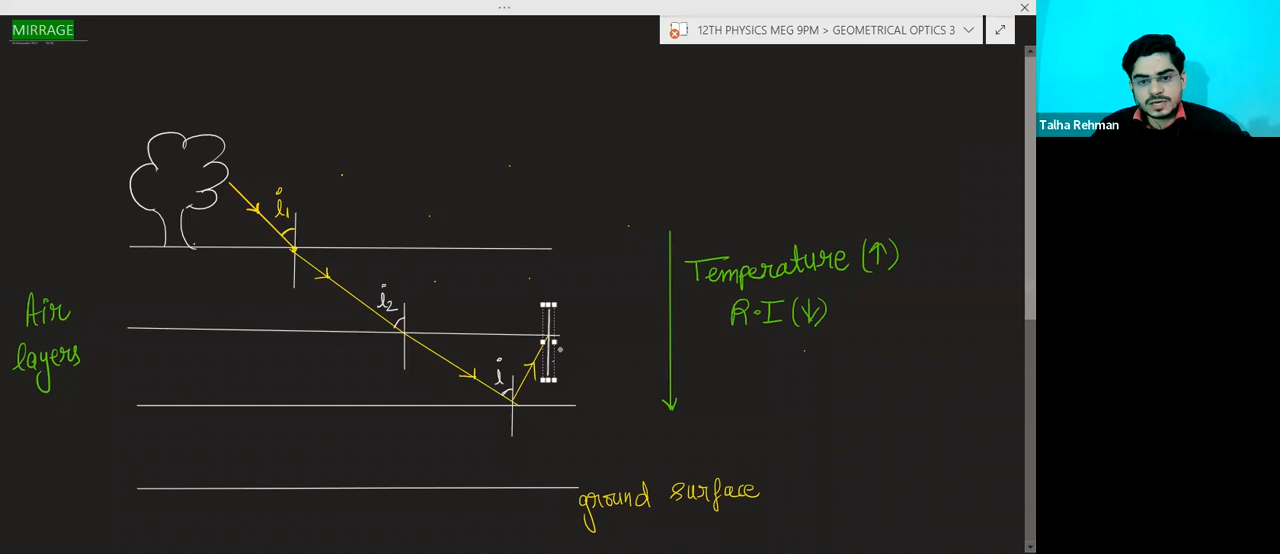 MIRRAGE
12TH PHYSICS MEG 9PM > GEOMETRICAL OPTICS 3
Talha Rehman
i1
Temperature (↑)
R.I (↓)
i2
Air
layers
i
ground surface